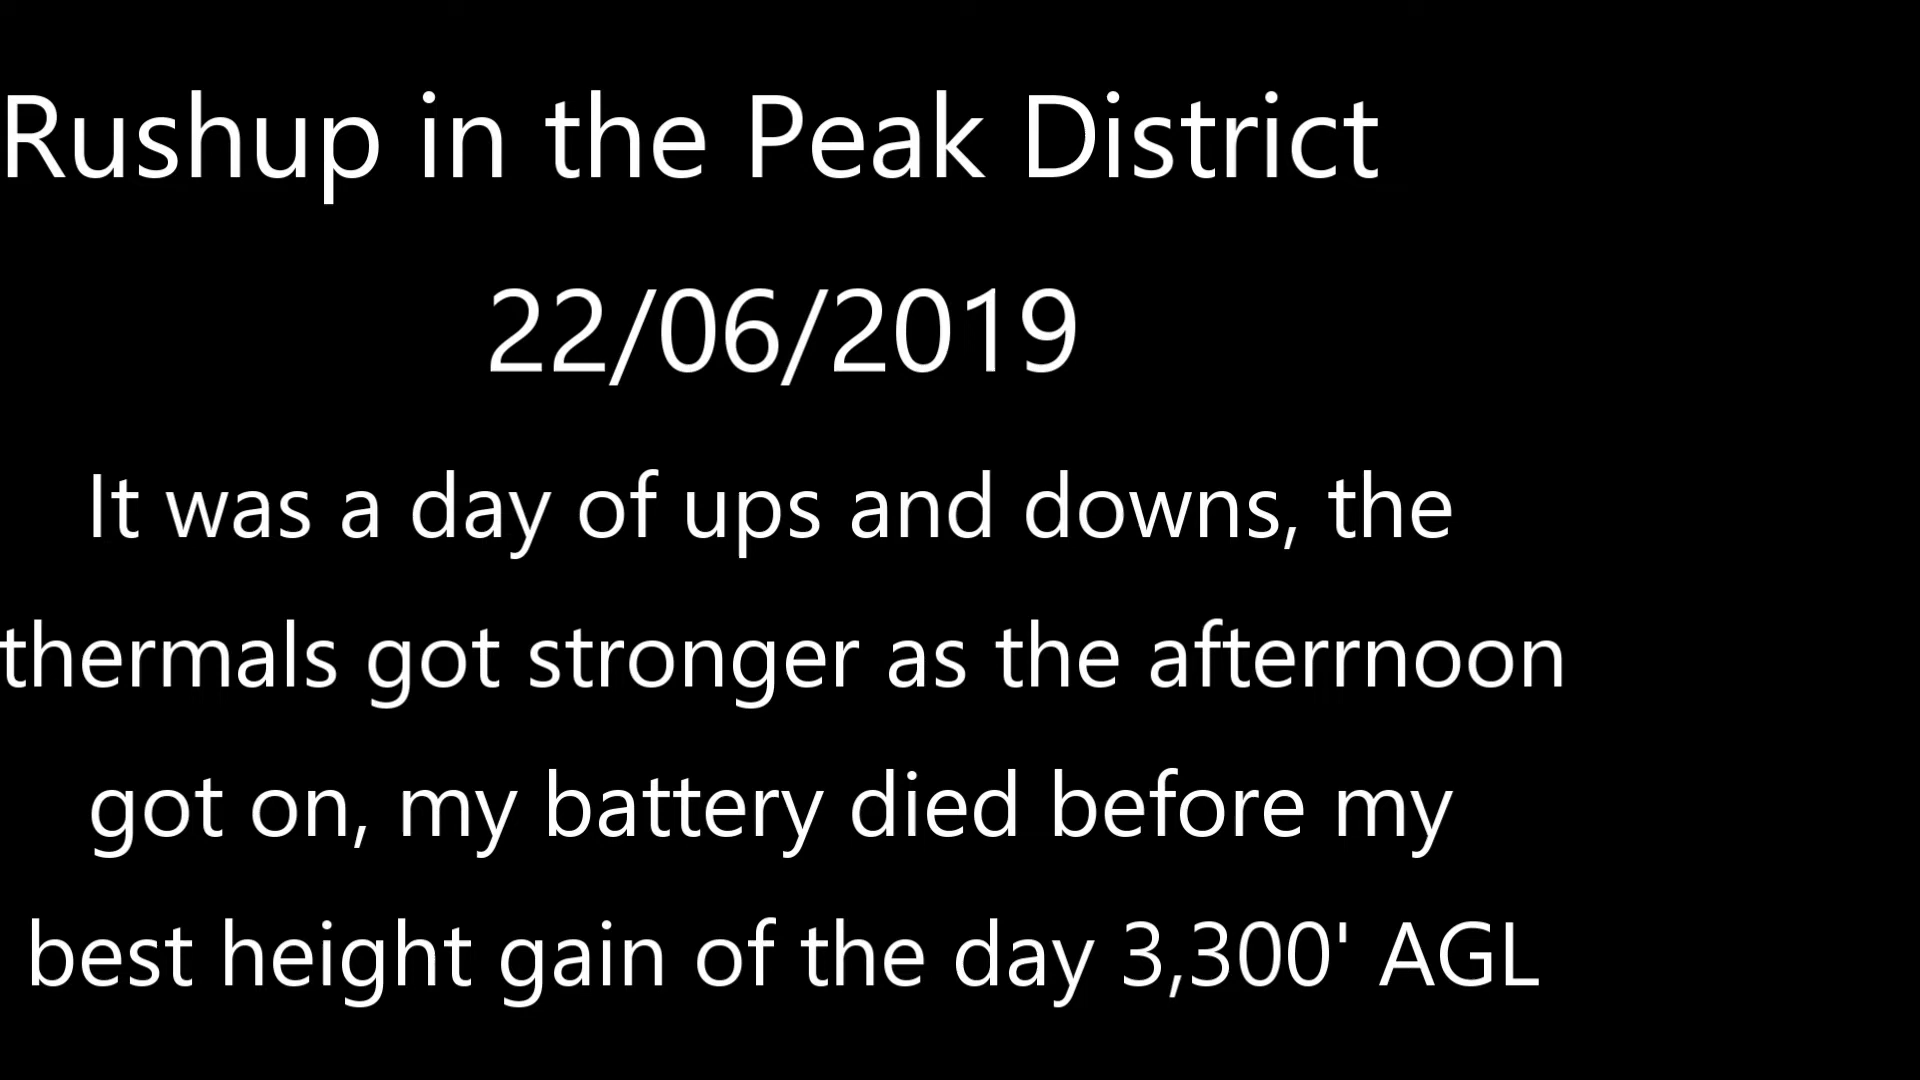 Rushup in the Peak District
22/06/2019
It was a day of ups and downs, the
thermals got stronger as the afterrnoon
got on, my battery died before my
best height gain of the day 3,300' AGL